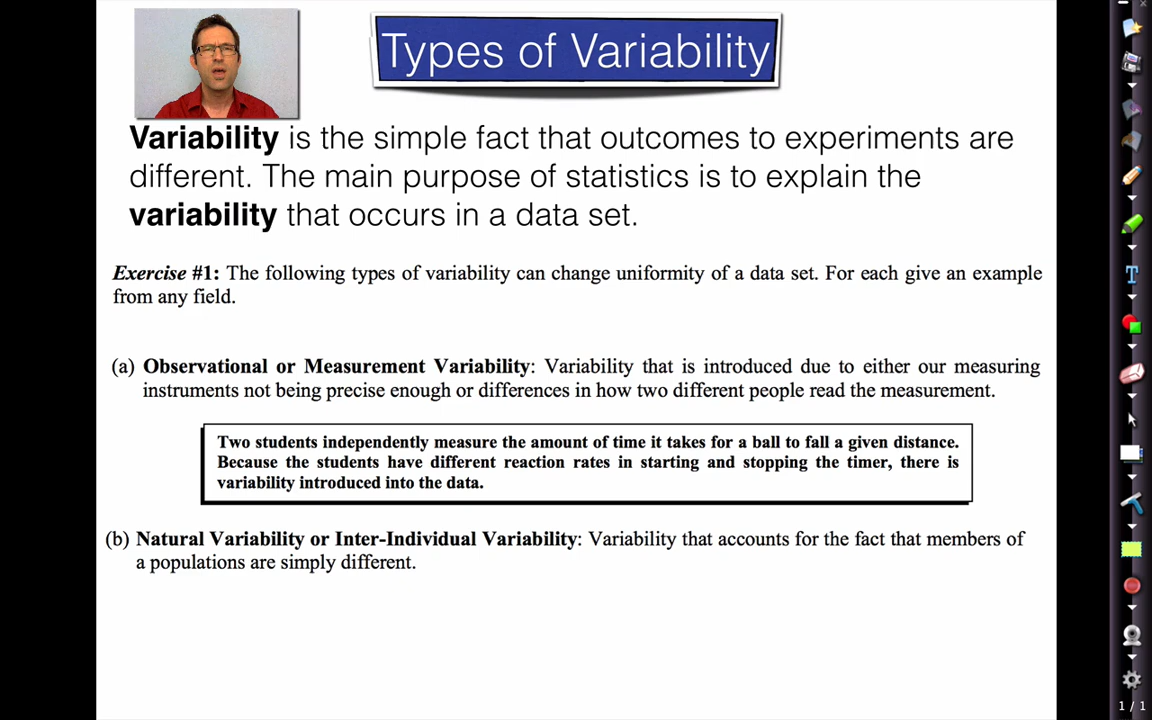 Types of Variability
Variability is the simple fact that outcomes to experiments are
different. The main purpose of statistics is to explain the
variability that occurs in a data set.
Exercise #1: The following types of variability can change uniformity of a data set. For each give an example
from any field.
(a) Observational or Measurement Variability: Variability that is introduced due to either our measuring
instruments not being precise enough or differences in how two different people read the measurement.
Two students independently measure the amount of time it takes for a ball to fall a given distance.
Because the students have different reaction rates in starting and stopping the timer, there is
variability introduced into the data.
(b) Natural Variability or Inter-Individual Variability: Variability that accounts for the fact that members of
a populations are simply different.
T
1 / 1